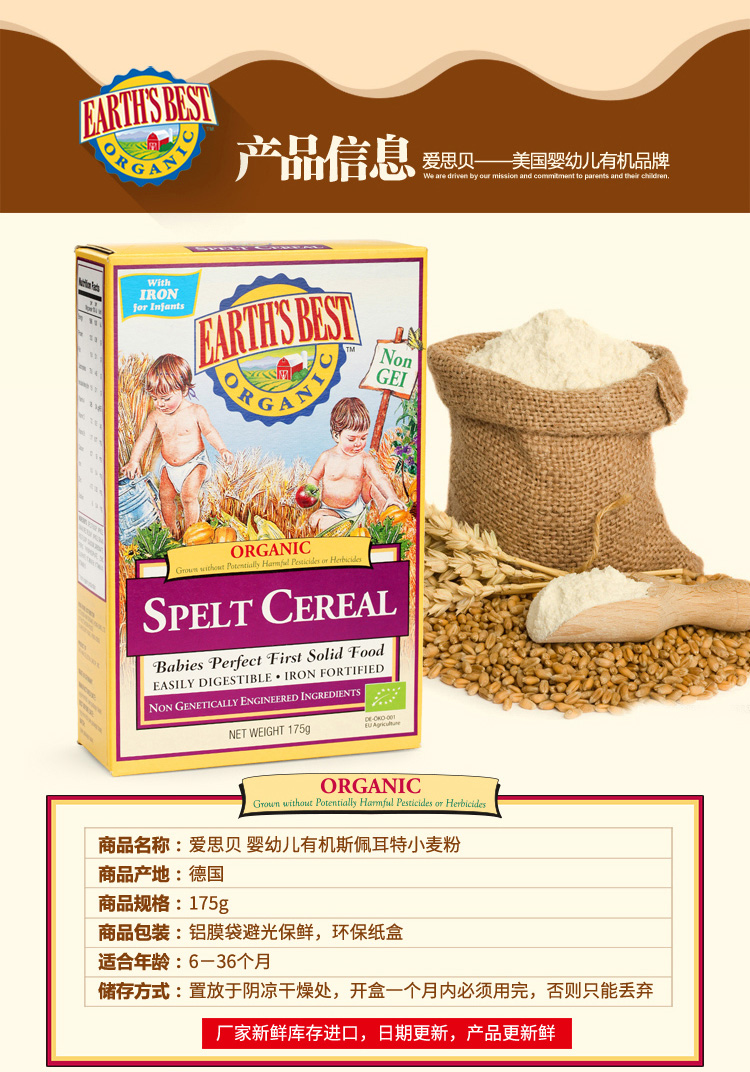 EARTH'S BEST
ORGANIC
产品信息
爱思贝——美国婴幼儿有机品牌
We are driven by our mission and commitment to parents and their children.
SPELT CEREAL
Nutrition Facts
With
IRON
for Infants
EARTH'S BEST
TM
ORGANIC
Non
GEI
ORGANIC
Grown without Potentially Harmful Pesticides or Herbicides
SPELT CEREAL
Babies Perfect First Solid Food
EASILY DIGESTIBLE • IRON FORTIFIED
NON GENETICALLY ENGINEERED INGREDIENTS
DE-ÖKO-001
EU Agriculture
NET WEIGHT 175g
ORGANIC
Grown without Potentially Harmful Pesticides or Herbicides
商品名称：爱思贝 婴幼儿有机斯佩耳特小麦粉
商品产地：德国
商品规格：175g
商品包装：铝膜袋避光保鲜，环保纸盒
适合年龄：6－36个月
储存方式：置放于阴凉干燥处，开盒一个月内必须用完，否则只能丢弃
厂家新鲜库存进口，日期更新，产品更新鲜